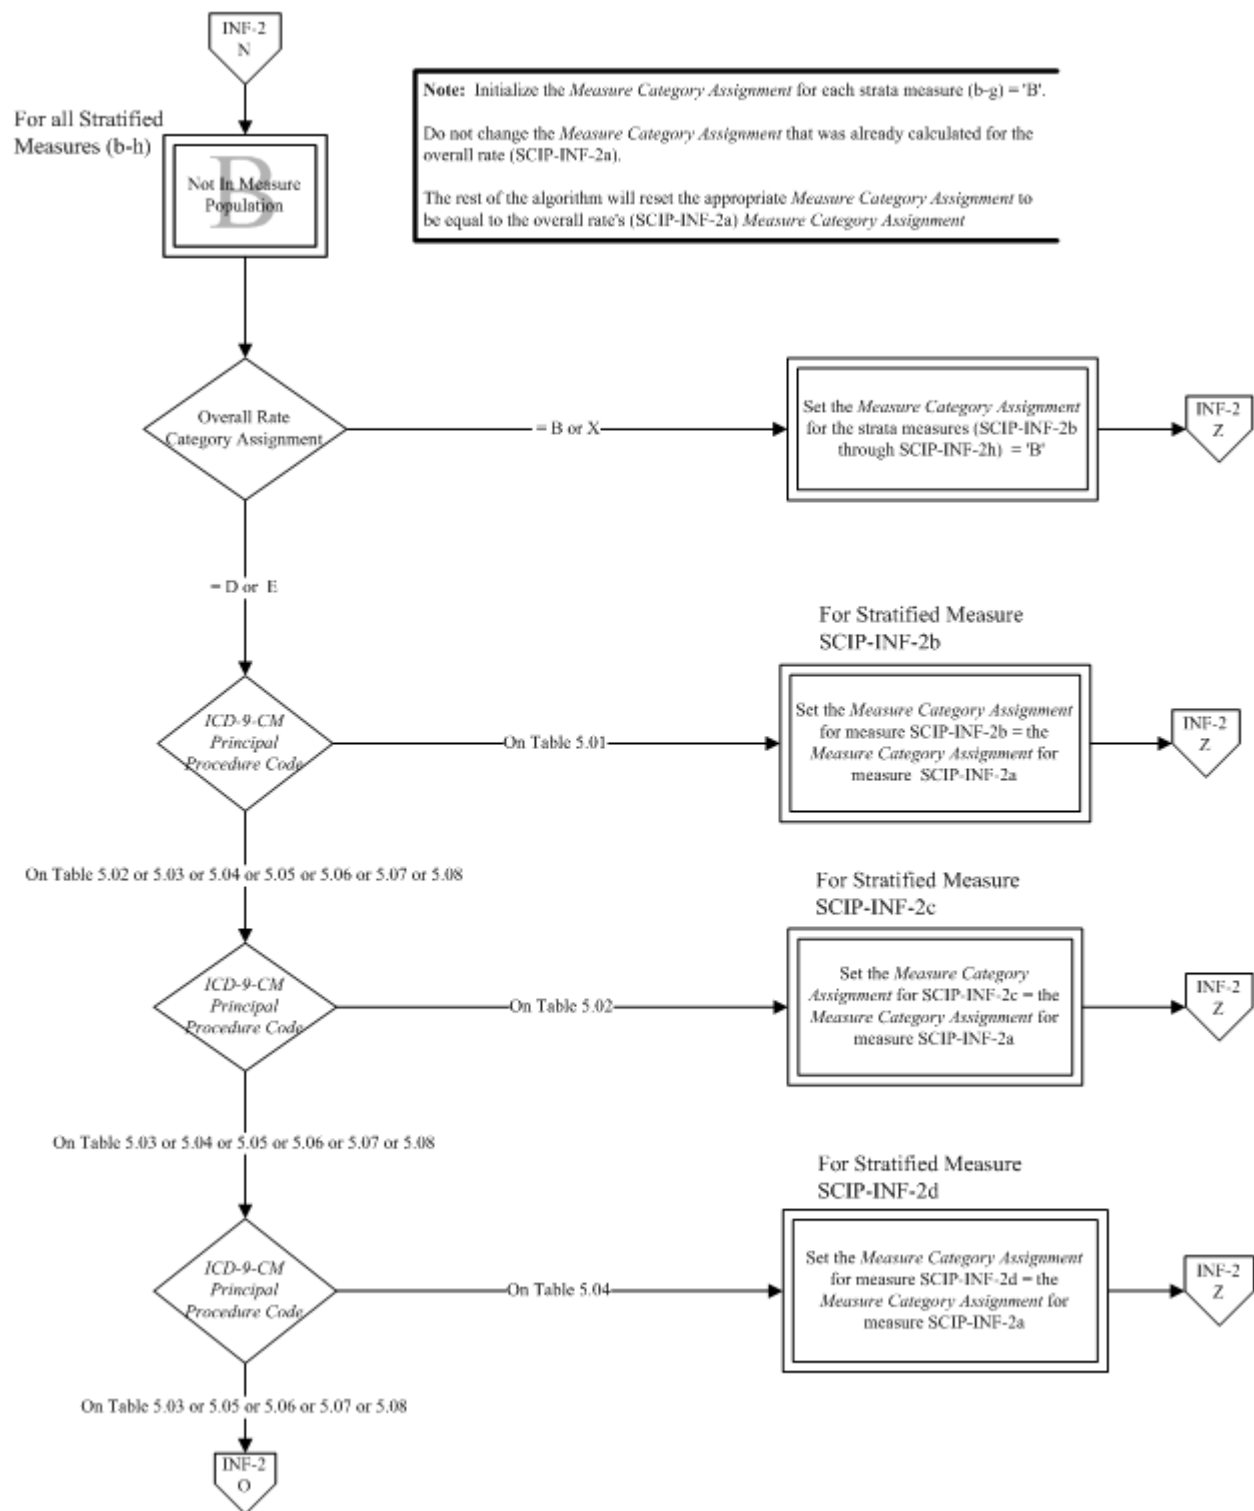 INF-2
N
Note: Initialize the Measure Category Assignment for each strata measure (b-g) = 'B'.
Do not change the Measure Category Assignment that was already calculated for the
overall rate (SCIP-INF-2a).
The rest of the algorithm will reset the appropriate Measure Category Assignment to
be equal to the overall rate's (SCIP-INF-2a) Measure Category Assignment
For all Stratified
Measures (b-h)
B
Not In Measure
Population
Overall Rate
Category Assignment
= B or X
Set the Measure Category Assignment
for the strata measures (SCIP-INF-2b
through SCIP-INF-2h) = 'B'
INF-2
Z
= D or E
For Stratified Measure
SCIP-INF-2b
ICD-9-CM
Principal
Procedure Code
On Table 5.01
Set the Measure Category Assignment
for measure SCIP-INF-2b = the
Measure Category Assignment for
measure SCIP-INF-2a
INF-2
Z
On Table 5.02 or 5.03 or 5.04 or 5.05 or 5.06 or 5.07 or 5.08
For Stratified Measure
SCIP-INF-2c
ICD-9-CM
Principal
Procedure Code
On Table 5.02
Set the Measure Category
Assignment for SCIP-INF-2c = the
Measure Category Assignment for
measure SCIP-INF-2a
INF-2
Z
On Table 5.03 or 5.04 or 5.05 or 5.06 or 5.07 or 5.08
For Stratified Measure
SCIP-INF-2d
ICD-9-CM
Principal
Procedure Code
On Table 5.04
Set the Measure Category Assignment
for measure SCIP-INF-2d = the
Measure Category Assignment for
measure SCIP-INF-2a
INF-2
Z
On Table 5.03 or 5.05 or 5.06 or 5.07 or 5.08
INF-2
O